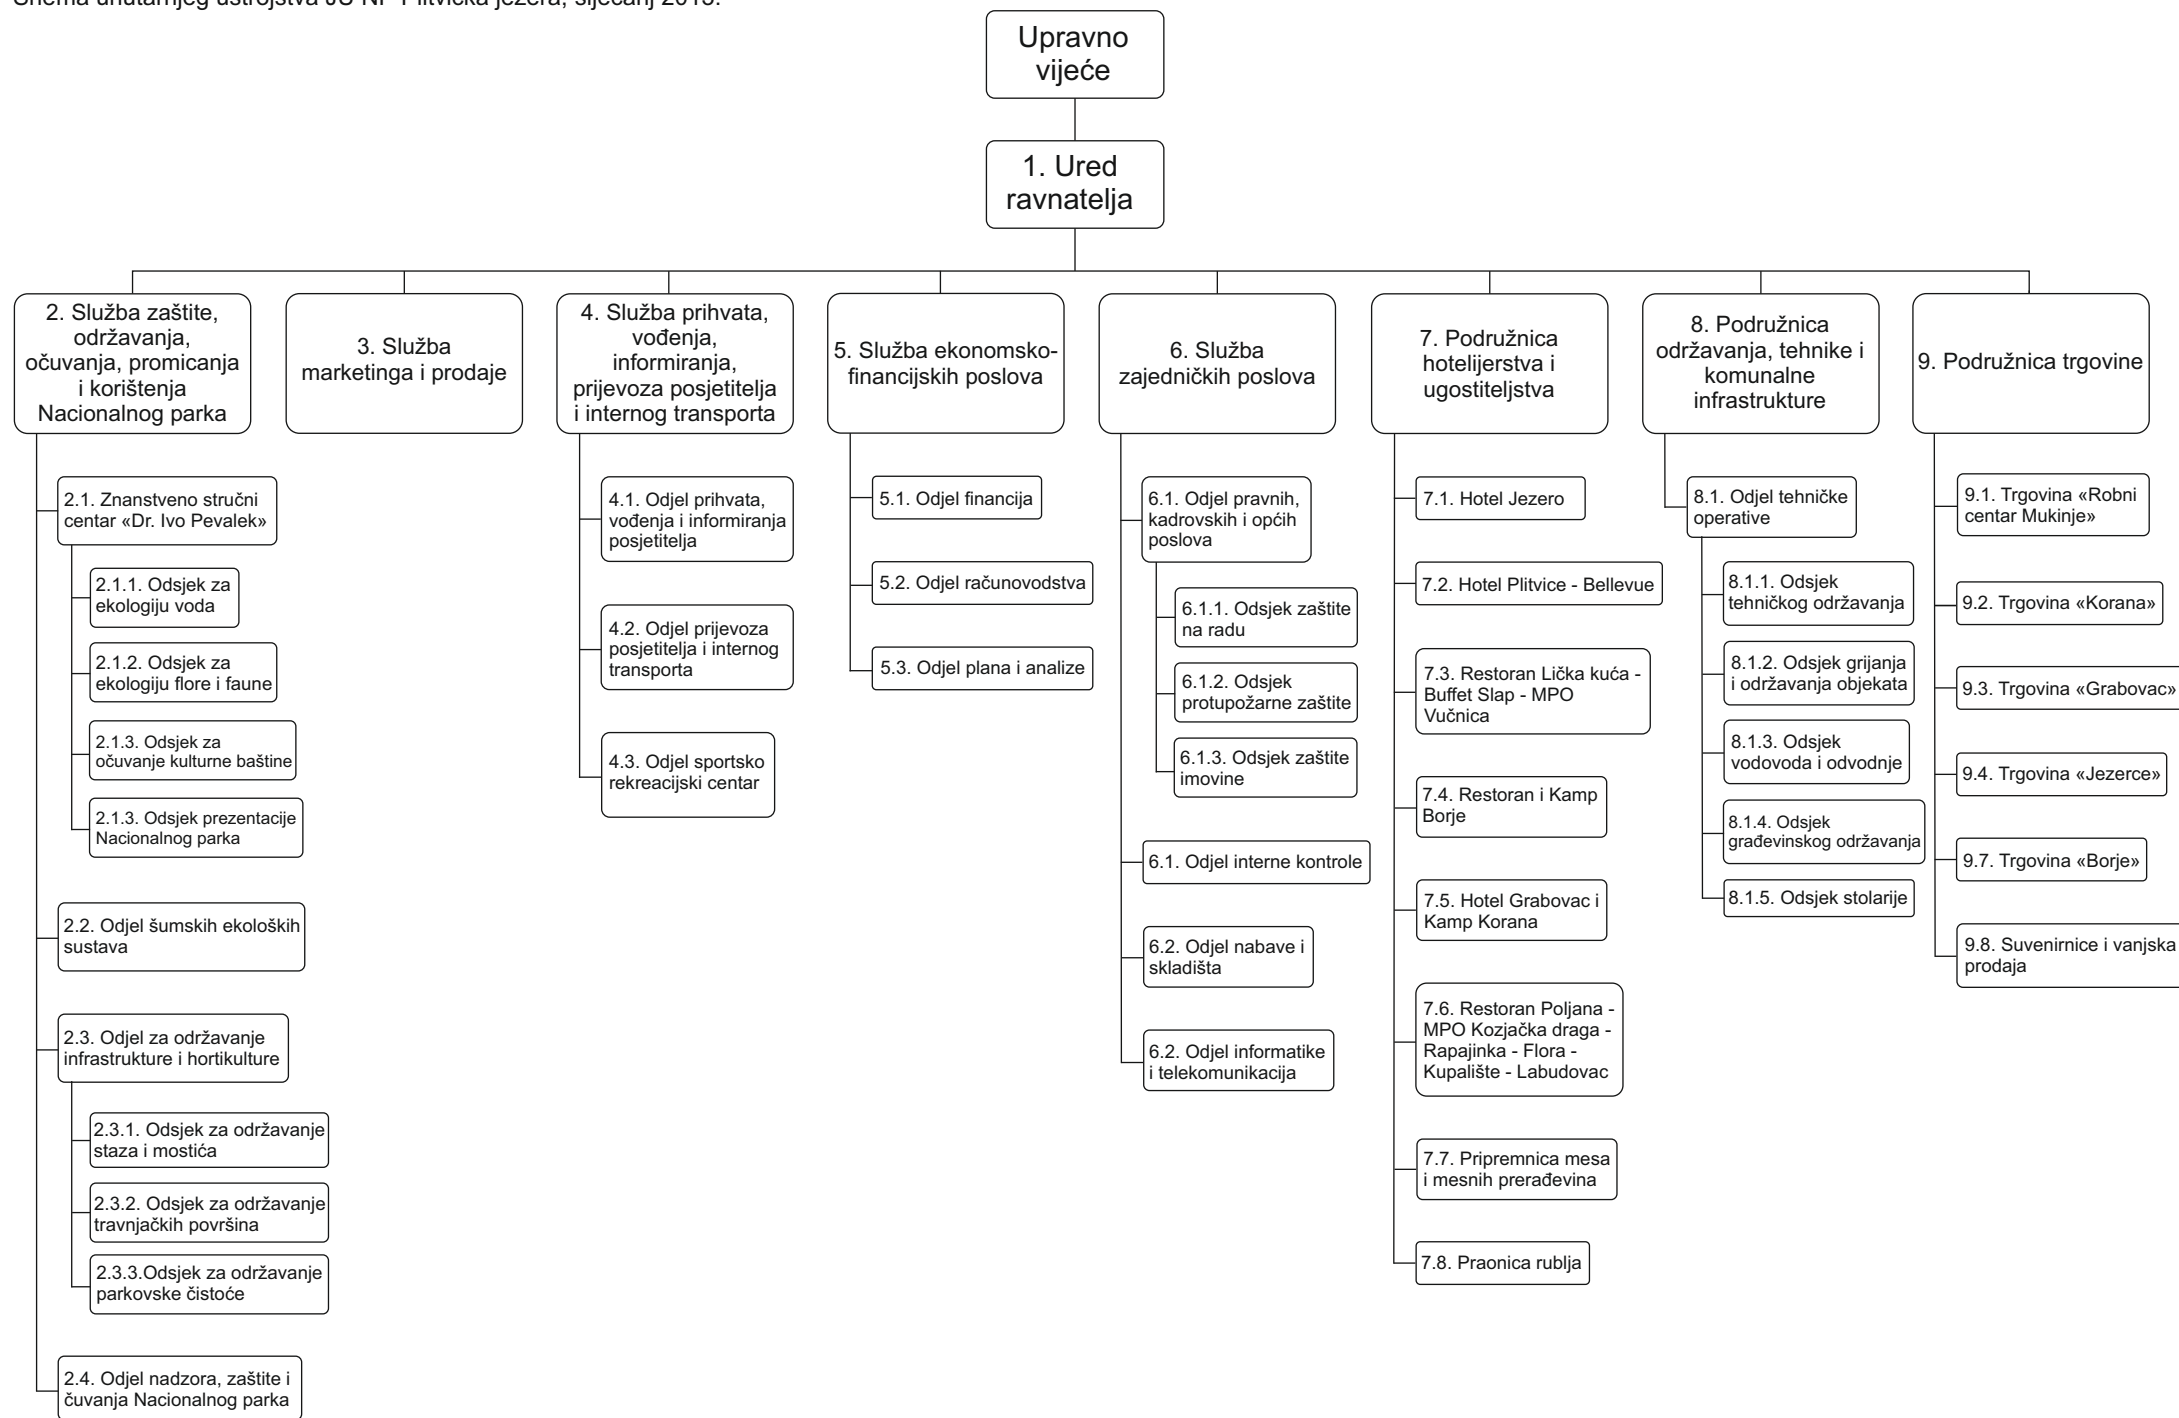 Shema unutarnjeg ustrojstva JU NP Plitvička jezera, siječanj
Upravno
vijeće
1. Ured
ravnatelja
2. Služba zaštite,
održavanja,
očuvanja, promicanja
i korištenja
Nacionalnog parka
3. Služba
marketinga i prodaje
4. Služba prihvata,
vođenja,
informiranja,
prijevoza posjetitelja
i internog transporta
5. Služba ekonomsko-
financijskih poslova
6. Služba
zajedničkih poslova
7. Podružnica
hotelijerstva i
ugostiteljstva
8. Podružnica
održavanja, tehnike i
komunalne
infrastrukture
9. Podružnica trgovine
2.1. Znanstveno stručni
centar «Dr. Ivo Pevalek»
2.1.1. Odsjek za
ekologiju voda
2.1.2. Odsjek za
ekologiju flore i faune
2.1.3. Odsjek za
očuvanje kulturne baštine
2.1.3. Odsjek prezentacije
Nacionalnog parka
2.2. Odjel šumskih ekoloških
sustava
2.3. Odjel za održavanje
infrastrukture i hortikulture
2.3.1. Odsjek za održavanje
staza i mostića
2.3.2. Odsjek za održavanje
travnjačkih površina
2.3.3.Odsjek za održavanje
parkovske čistoće
2.4. Odjel nadzora, zaštite i
čuvanja Nacionalnog parka
4.1. Odjel prihvata,
vođenja i informiranja
posjetitelja
4.2. Odjel prijevoza
posjetitelja i internog
transporta
4.3. Odjel sportsko
rekreacijski centar
5.1. Odjel financija
5.2. Odjel računovodstva
5.3. Odjel plana i analize
6.1. Odjel pravnih,
kadrovskih i općih
poslova
6.1.1. Odsjek zaštite
na radu
6.1.2. Odsjek
protupožarne zaštite
6.1.3. Odsjek zaštite
imovine
6.1. Odjel interne kontrole
6.2. Odjel nabave i
skladišta
6.2. Odjel informatike
i telekomunikacija
7.1. Hotel Jezero
7.2. Hotel Plitvice - Bellevue
7.3. Restoran Lička kuća -
Buffet Slap - MPO
Vučnica
7.4. Restoran i Kamp
Borje
7.5. Hotel Grabovac i
Kamp Korana
7.6. Restoran Poljana -
MPO Kozjačka draga -
Rapajinka - Flora -
Kupalište - Labudovac
7.7. Pripremnica mesa
i mesnih prerađevina
7.8. Praonica rublja
8.1. Odjel tehničke
operative
8.1.1. Odsjek
tehničkog održavanja
8.1.2. Odsjek grijanja
i održavanja objekata
8.1.3. Odsjek
vodovoda i odvodnje
8.1.4. Odsjek
građevinskog održavanja
8.1.5. Odsjek stolarije
9.1. Trgovina «Robni
centar Mukinje»
9.2. Trgovina «Korana»
9.3. Trgovina «Grabovac»
9.4. Trgovina «Jezerce»
9.7. Trgovina «Borje»
9.8. Suvenirnice i vanjska
prodaja